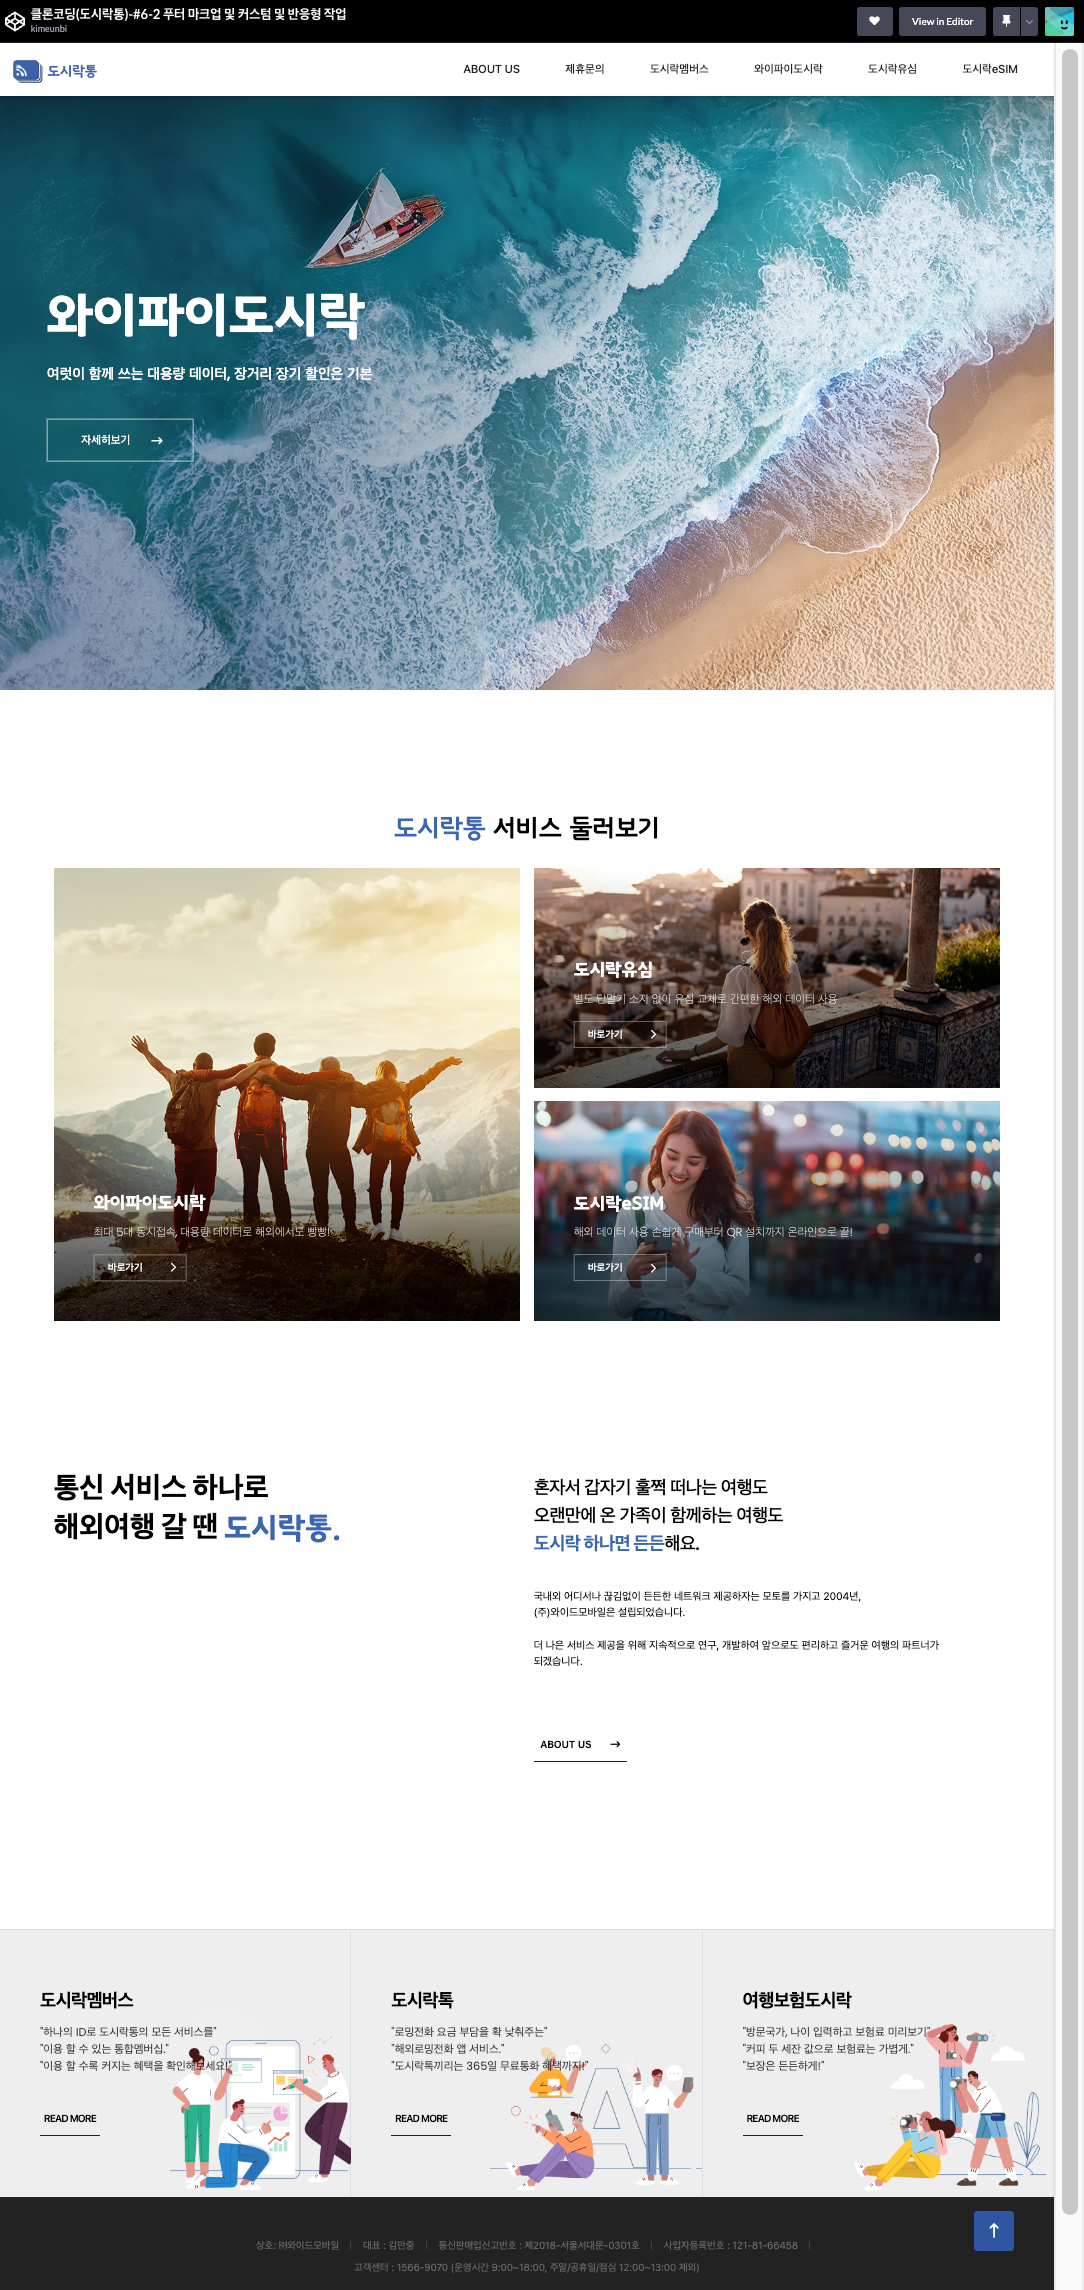 클론코딩(도시락통)-#6-2 푸터 마크업 및 커스텀 및 반응형 작업
kimeunbi
View in Editor
도시락통
ABOUT US
제휴문의
도시락멤버스
와이파이도시락
도시락유심
도시락eSIM
와이파이도시락
여럿이 함께 쓰는 대용량 데이터, 장거리 장기 할인은 기본
자세히보기
도시락통 서비스 둘러보기
와이파이도시락
최대 5대 동시접속, 대용량 데이터로 해외에서도 빵빵!
바로가기
도시락유심
별도 단말기 소지 없이 유심 교체로 간편한 해외 데이터 사용
바로가기
도시락eSIM
해외 데이터 사용 손쉽게 구매부터 QR 설치까지 온라인으로 끝!
바로가기
통신 서비스 하나로
해외여행 갈 땐 도시락통.
혼자서 갑자기 훌쩍 떠나는 여행도
오랜만에 온 가족이 함께하는 여행도
도시락 하나면 든든해요.
국내외 어디서나 끊김없이 든든한 네트워크 제공하자는 모토를 가지고 2004년,
(주)와이드모바일은 설립되었습니다.
더 나은 서비스 제공을 위해 지속적으로 연구, 개발하여 앞으로도 편리하고 즐거운 여행의 파트너가
되겠습니다.
ABOUT US
도시락멤버스
"하나의 ID로 도시락통의 모든 서비스를"
"이용 할 수 있는 통합멤버십."
"이용 할 수록 커지는 혜택을 확인해보세요!"
READ MORE
도시락톡
"로밍전화 요금 부담을 확 낮춰주는"
"해외로밍전화 앱 서비스."
"도시락톡끼리는 365일 무료통화 혜택까지!"
READ MORE
여행보험도시락
"방문국가, 나이 입력하고 보험료 미리보기"
"커피 두 세잔 값으로 보험료는 가볍게."
"보장은 든든하게!"
READ MORE
상호: ㈜와이드모바일 | 대표 : 김만중 | 통신판매입신고번호 : 제2018-서울서대문-0301호 | 사업자등록번호 : 121-81-66458 |
고객센터 : 1566-9070 (운영시간 9:00~18:00, 주말/공휴일/점심 12:00~13:00 제외)